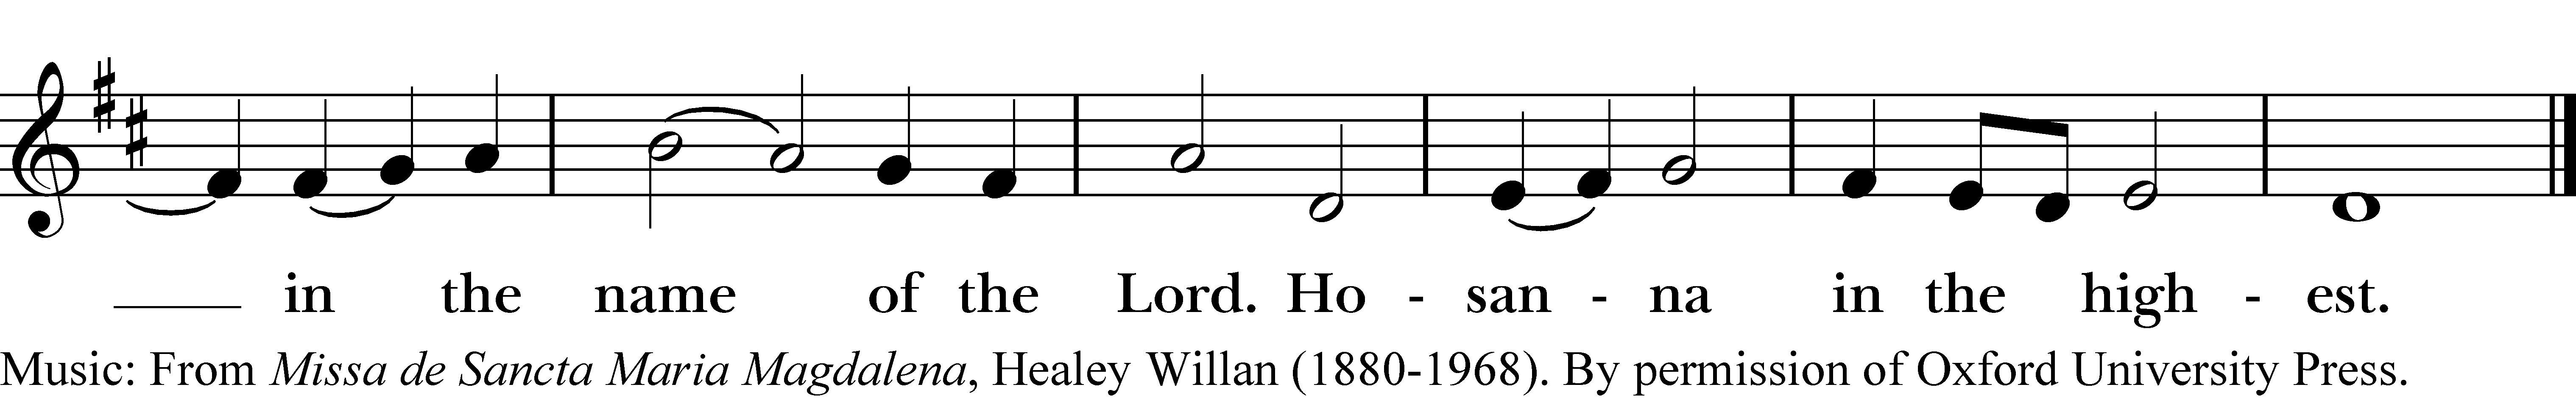 ____ in the name of the Lord. Ho - san - na in the high - est.
Music: From Missa de Sancta Maria Magdalena, Healey Willan (1880-1968). By permission of Oxford University Press.